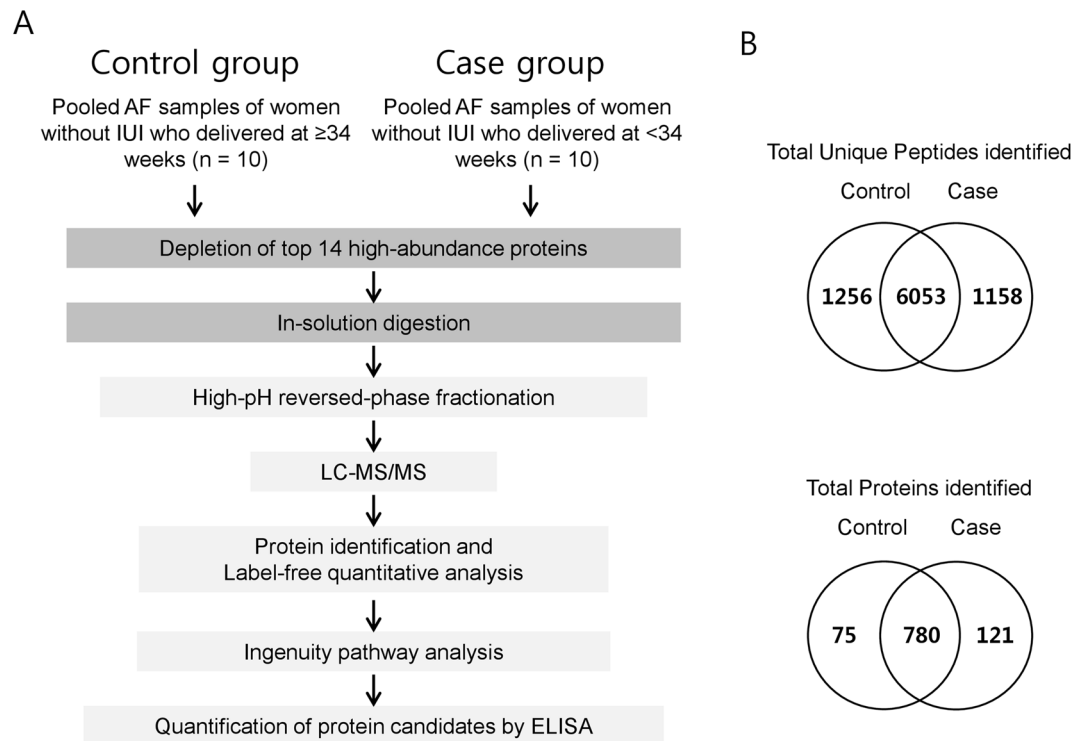 A
Control group
Pooled AF samples of women
without IUI who delivered at ≥34
weeks (n = 10)
Case group
Pooled AF samples of women
without IUI who delivered at <34
weeks (n = 10)
Depletion of top 14 high-abundance proteins
In-solution digestion
High-pH reversed-phase fractionation
LC-MS/MS
Protein identification and
Label-free quantitative analysis
Ingenuity pathway analysis
Quantification of protein candidates by ELISA
B
Total Unique Peptides identified
Control Case
1256 6053 1158
Total Proteins identified
Control Case
75 780 121